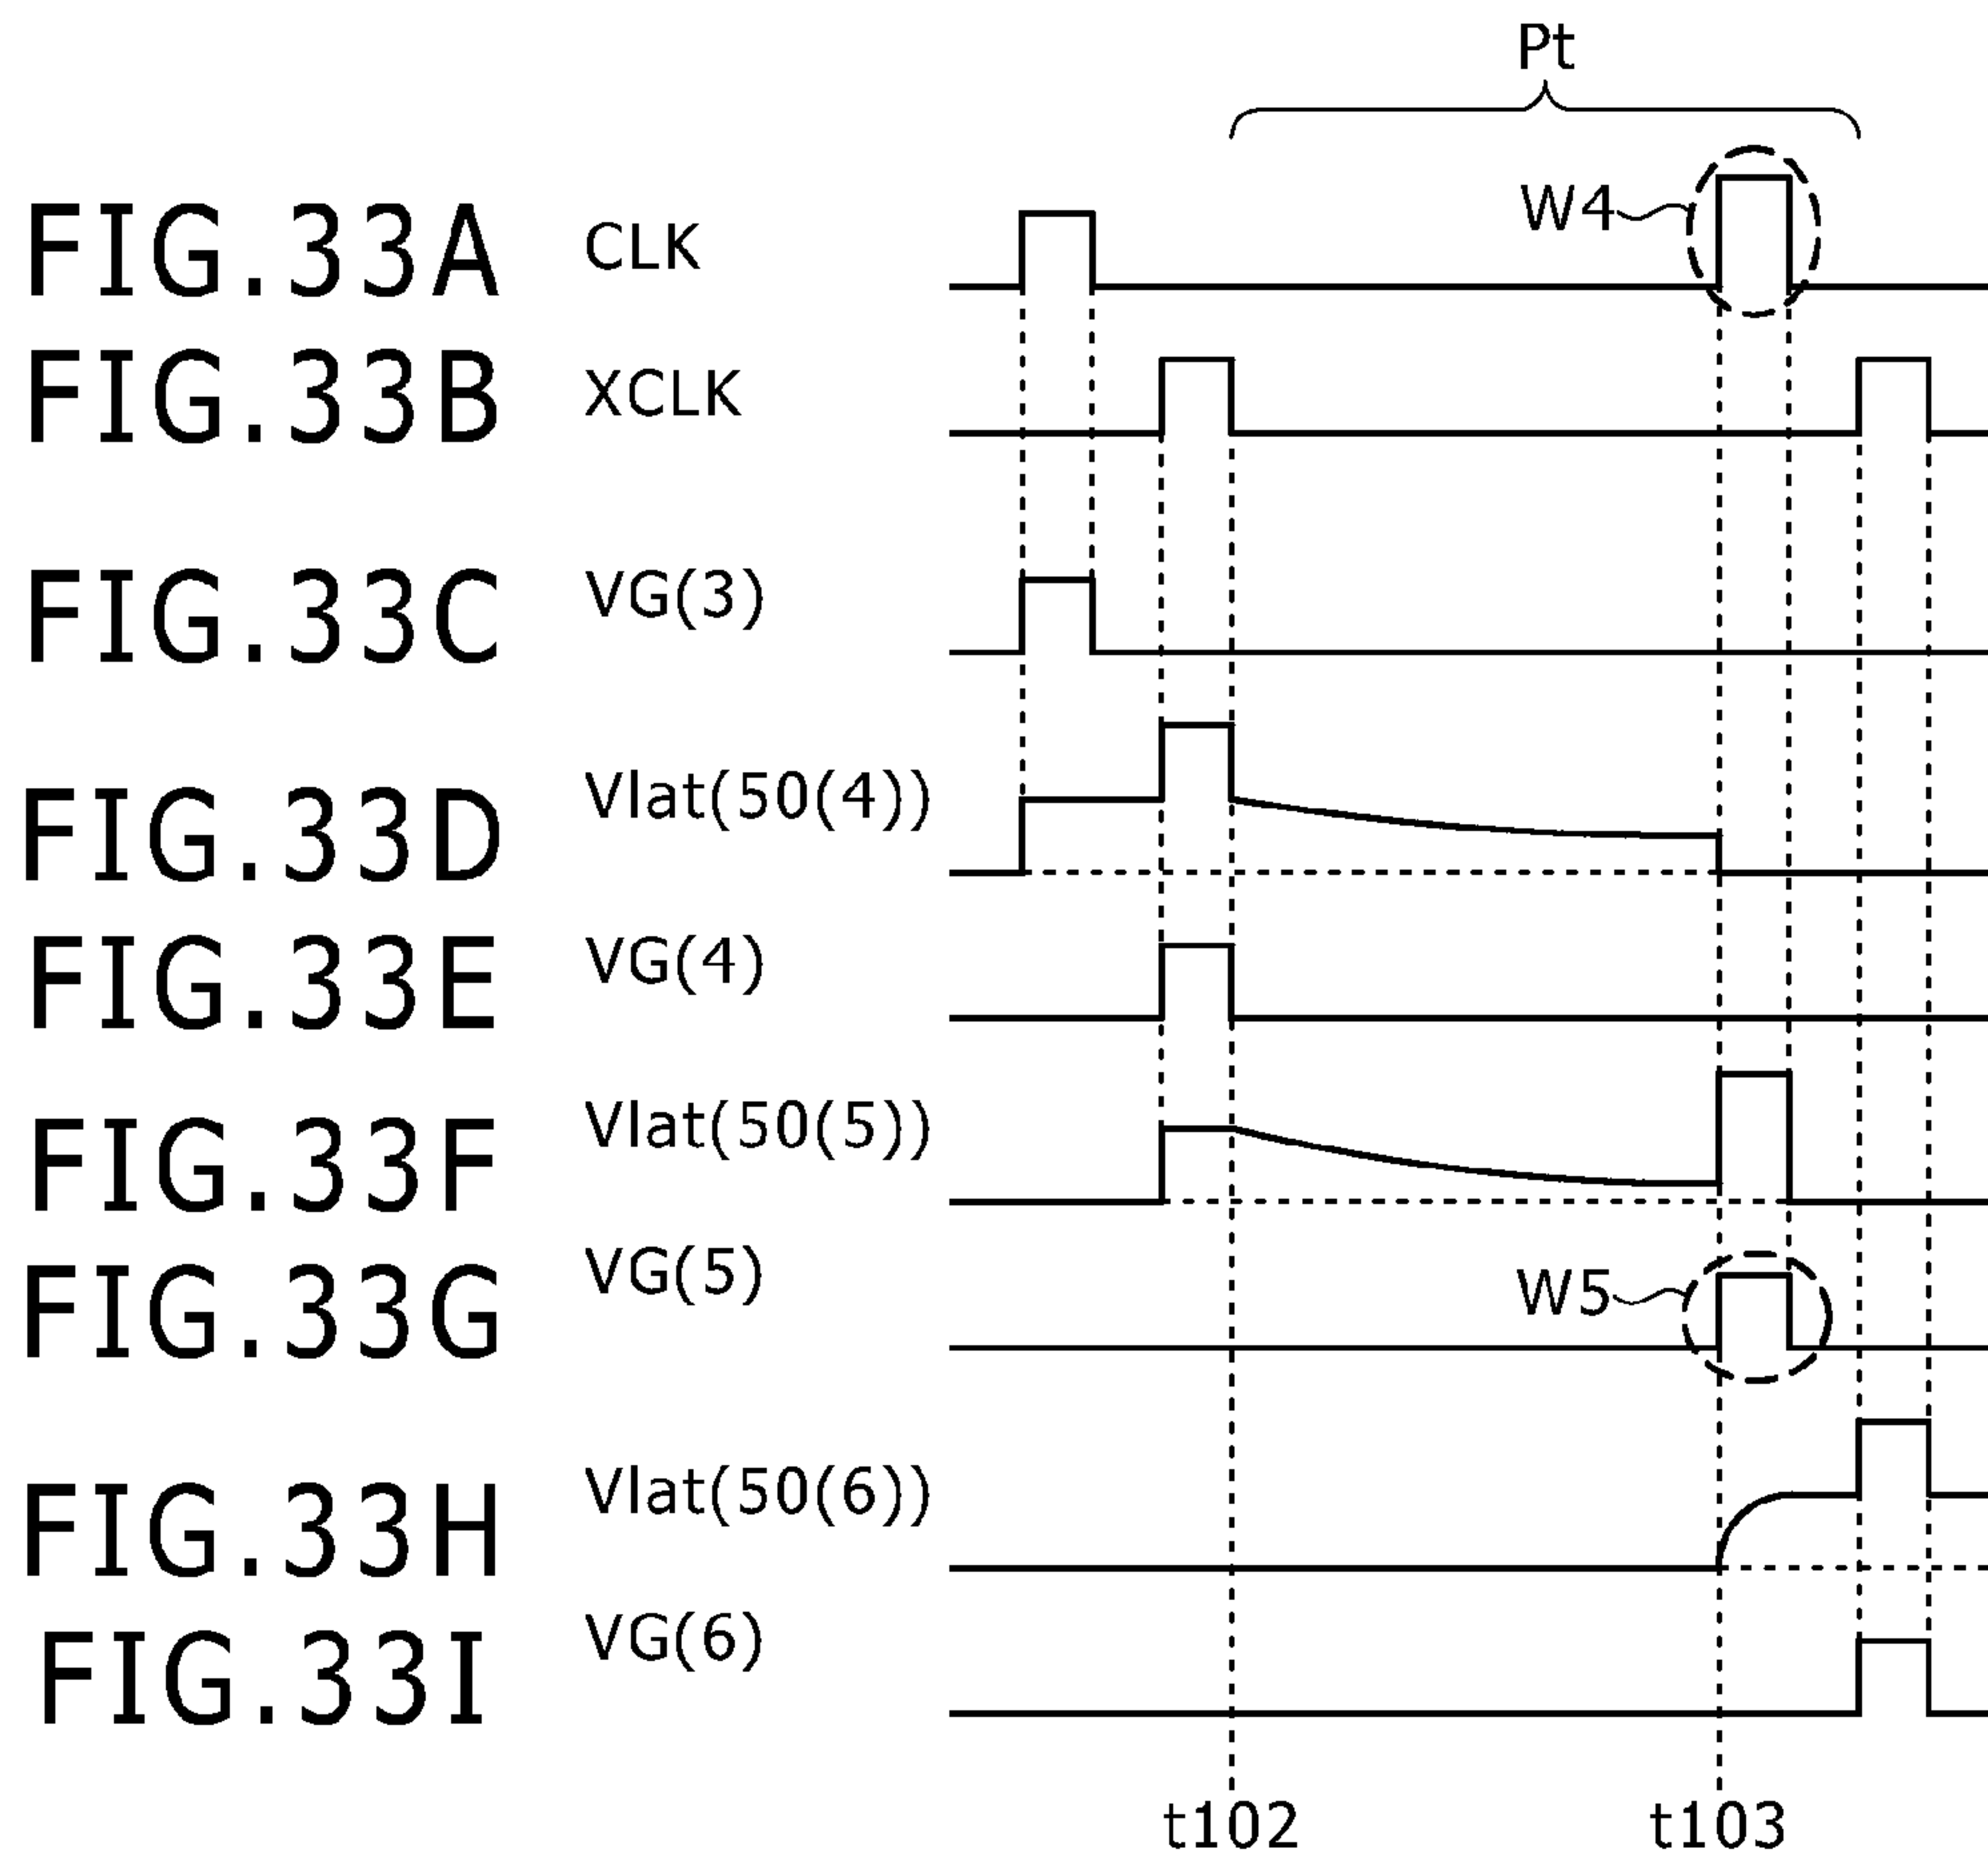 Pt
W4
FIG.33A CLK
FIG.33B XCLK
FIG.33C VG(3)
FIG.33D Vlat(50(4))
FIG.33E VG(4)
FIG.33F Vlat(50(5))
FIG.33G VG(5)
W5
FIG.33H Vlat(50(6))
FIG.33I VG(6)
t102 t103